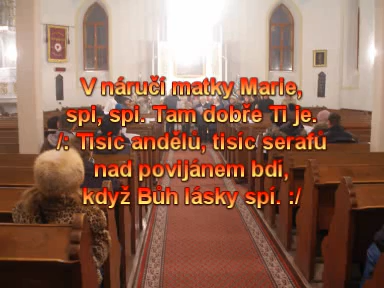 V náručí matky Marie,
spi, spi. Tam dobře Ti je.
/: Tisíc andělů, tisíc serafů
nad povijánem bdí,
když Bůh lásky spí. :/